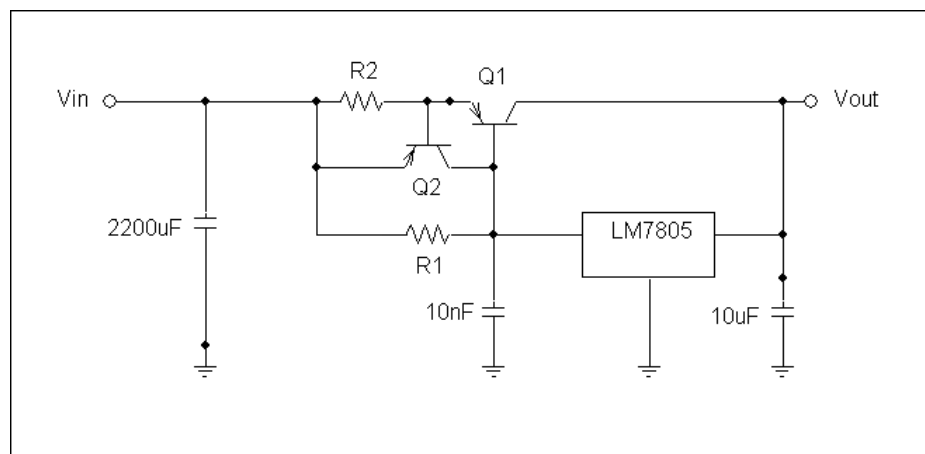 R2
Q1
Vin
Vout
Q2
2200uF
LM7805
R1
10nF
10uF